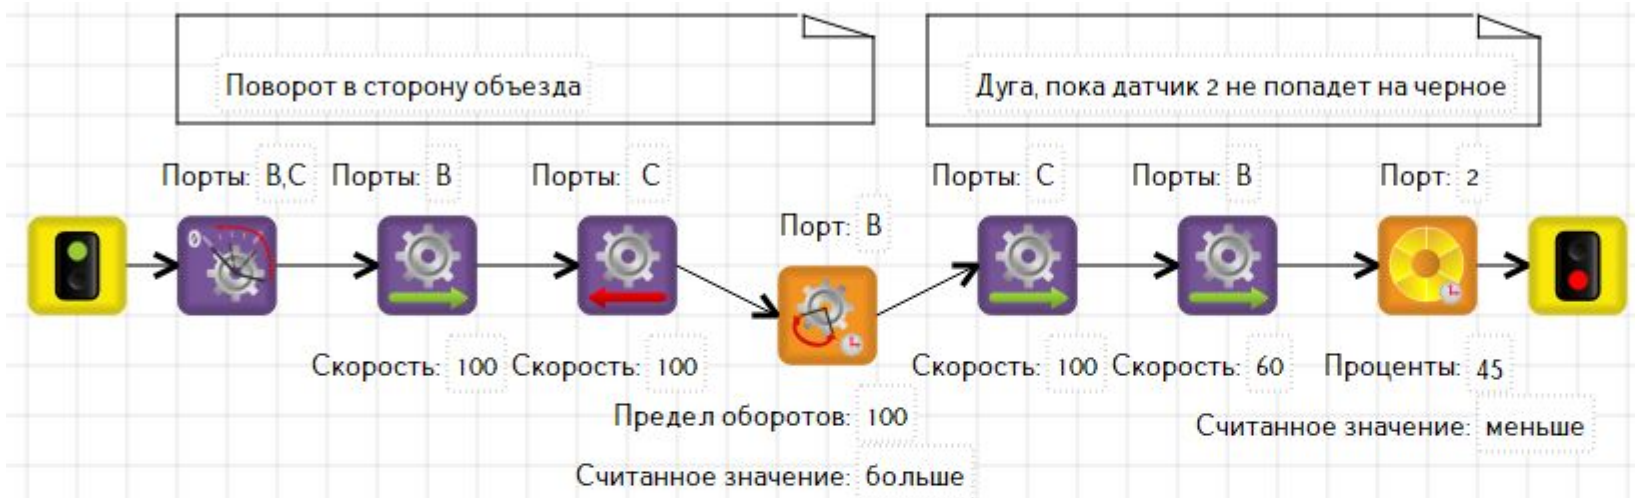 Поворот в сторону объезда
Дуга, пока датчик 2 не попадет на черное
Порты: B,C Порты: B Порты: C Порты: C Порты: B Порт: 2
Порт: B
0
Скорость: 100 Скорость: 100 Скорость: 100 Скорость: 60 Проценты: 45
Предел оборотов: 100
Считанное значение: меньше
Считанное значение: больше